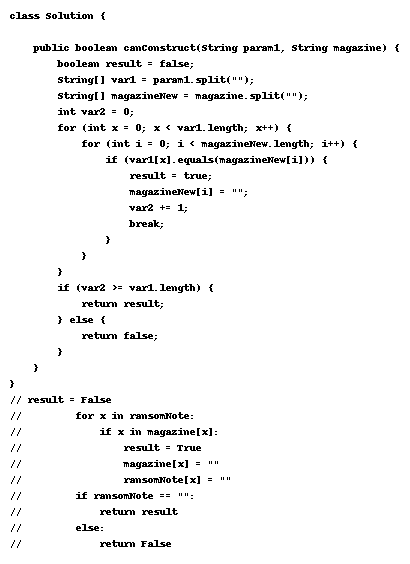 class Solution {
    public boolean canConstruct(String param1, String magazine) {
        boolean result = false;
        String[] var1 = param1.split("");
        String[] magazineNew = magazine.split("");
        int var2 = 0;
        for (int x = 0; x < var1.length; x++) {
            for (int i = 0; i < magazineNew.length; i++) {
                if (var1[x].equals(magazineNew[i])) {
                    result = true;
                    magazineNew[i] = "";
                    var2 += 1;
                    break;
                }
            }
        }
        if (var2 >= var1.length) {
            return result;
        } else {
            return false;
        }
    }
}
// result = False
//         for x in ransomNote:
//             if x in magazine[x]:
//                 result = True
//                 magazine[x] = ""
//                 ransomNote[x] = ""
//         if ransomNote == "":
//             return result
//         else:
//             return False